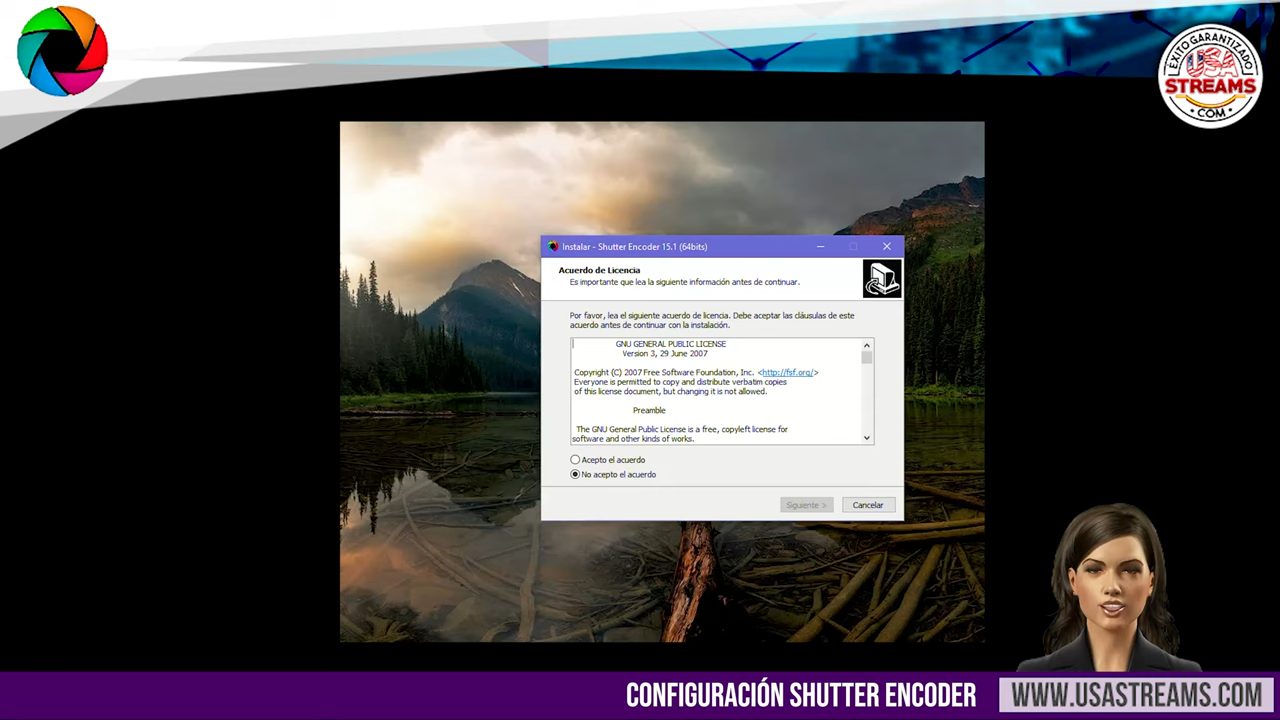 ÉXITO GARANTIZADO
USA
STREAMS
.COM
Instalar - Shutter Encoder 15.1 (64bits)
Acuerdo de Licencia
Es importante que lea la siguiente información antes de continuar.
Por favor, lea el siguiente acuerdo de licencia. Debe aceptar las cláusulas de este
acuerdo antes de continuar con la instalación.
GNU GENERAL PUBLIC LICENSE
Version 3, 29 June 2007
Copyright (C) 2007 Free Software Foundation, Inc. <http://fsf.org/>
Everyone is permitted to copy and distribute verbatim copies
of this license document, but changing it is not allowed.
Preamble
The GNU General Public License is a free, copyleft license for
software and other kinds of works.
Acepto el acuerdo
No acepto el acuerdo
Siguiente >
Cancelar
CONFIGURACIÓN SHUTTER ENCODER
WWW.USASTREAMS.COM